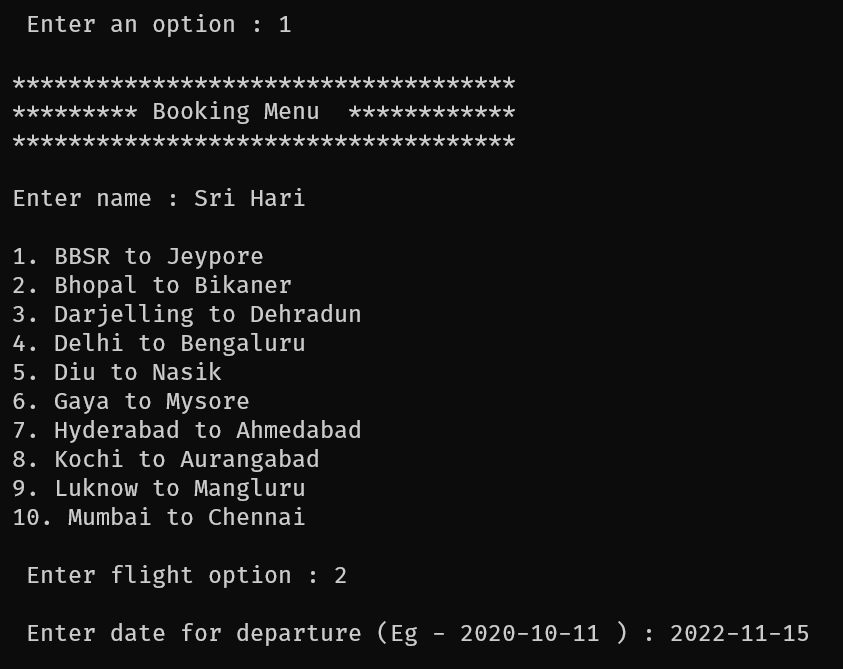 Enter an option : 1
************************************
********* Booking Menu  ************
************************************
Enter name : Sri Hari
1. BBSR to Jeypore
2. Bhopal to Bikaner
3. Darjelling to Dehradun
4. Delhi to Bengaluru
5. Diu to Nasik
6. Gaya to Mysore
7. Hyderabad to Ahmedabad
8. Kochi to Aurangabad
9. Luknow to Mangluru
10. Mumbai to Chennai
Enter flight option : 2
Enter date for departure (Eg - 2020-10-11 ) : 2022-11-15